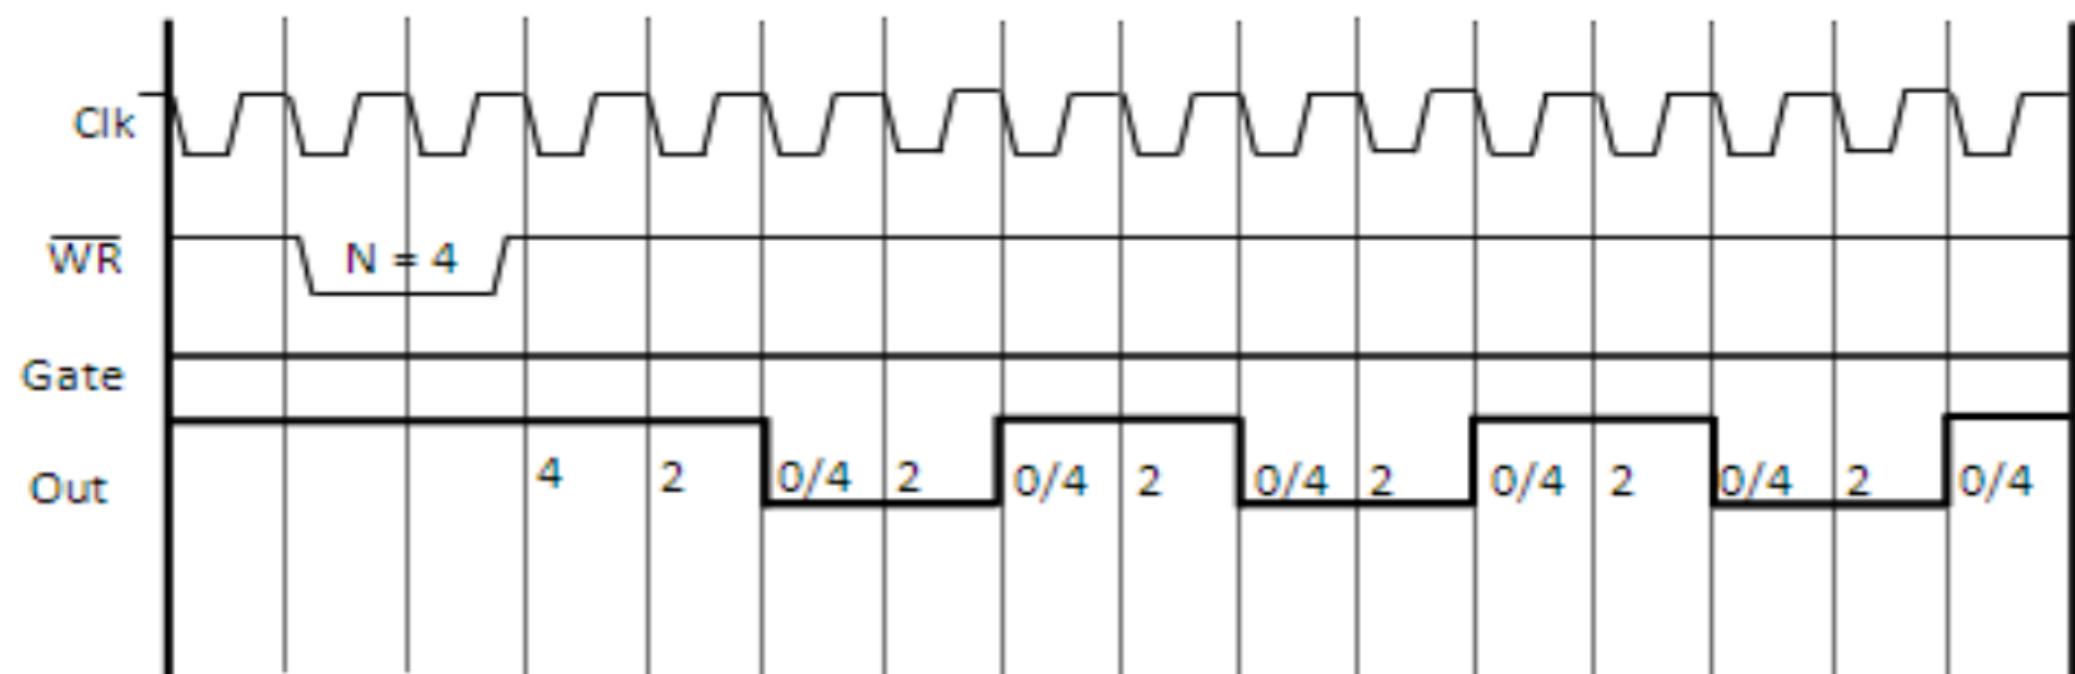 Clk
W̅R̅ N = 4
Gate
Out 4 2 0/4 2 0/4 2 0/4 2 0/4 2 0/4 2 0/4